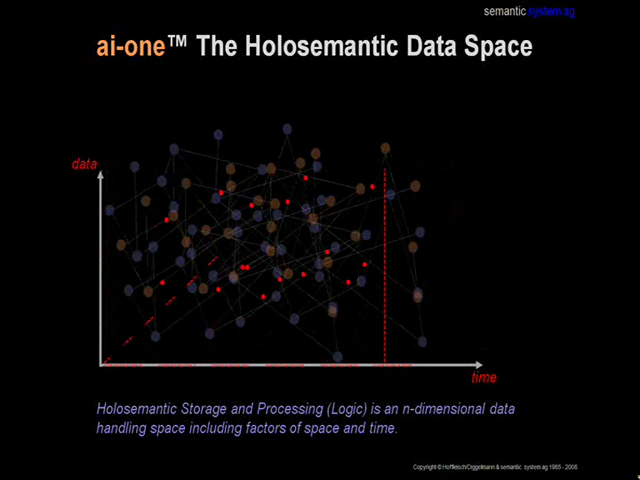 semantic system ag
ai-one™ The Holosemantic Data Space
data
time
Holosemantic Storage and Processing (Logic) is an n-dimensional data
handling space including factors of space and time.
Copyright © Hoffleisch/Diggelmann & semantic system ag 1985 - 2008